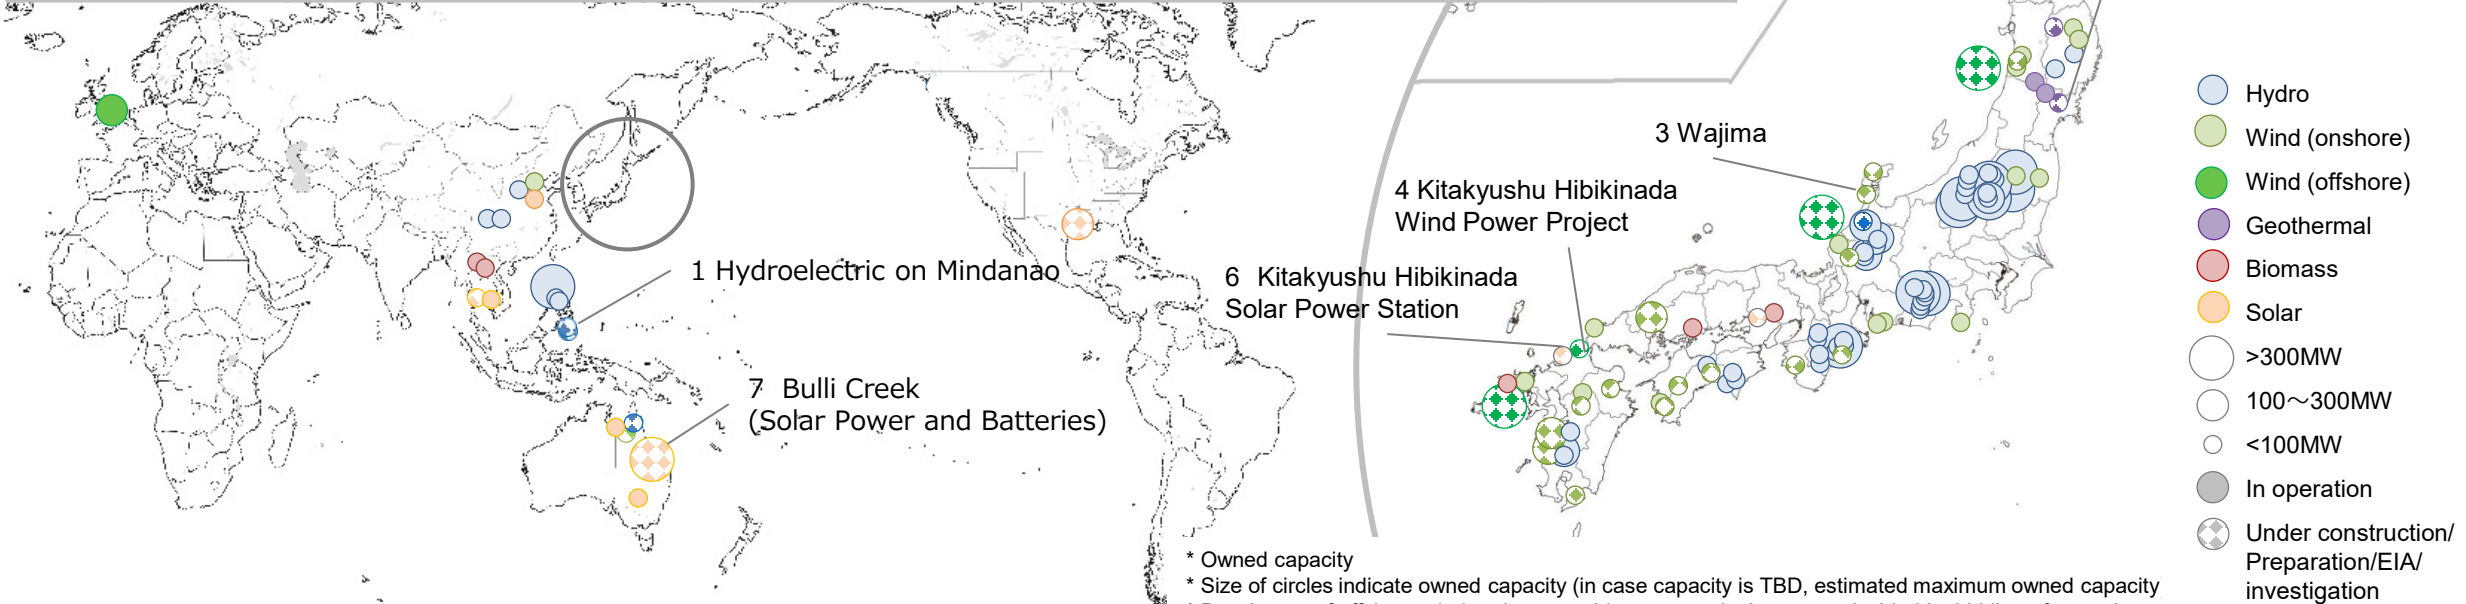 1 Hydroelectric on Mindanao
7 Bulli Creek
(Solar Power and Batteries)
3 Wajima
4 Kitakyushu Hibikinada
Wind Power Project
6 Kitakyushu Hibikinada
Solar Power Station
Hydro
Wind (onshore)
Wind (offshore)
Geothermal
Biomass
Solar
>300MW
100～300MW
<100MW
In operation
Under construction/
Preparation/EIA/
investigation
* Owned capacity
* Size of circles indicate owned capacity (in case capacity is TBD, estimated maximum owned capacity